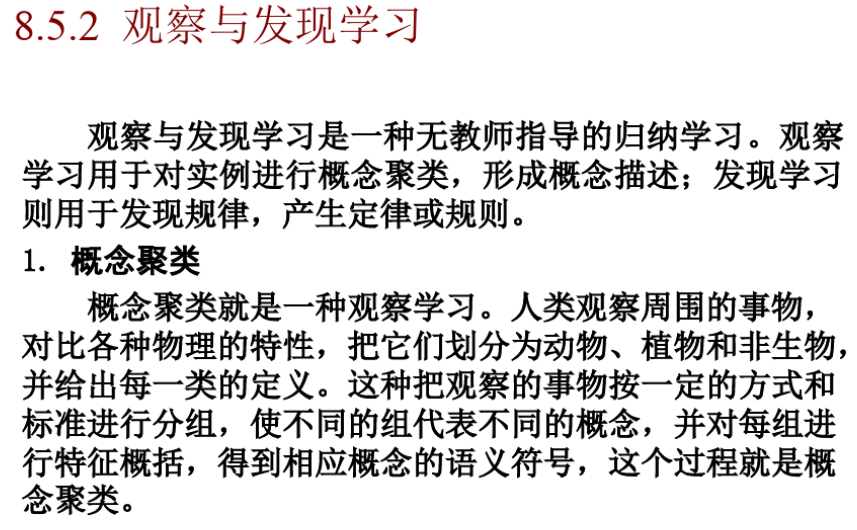 8.5.2 观察与发现学习
观察与发现学习是一种无教师指导的归纳学习。观察
学习用于对实例进行概念聚类，形成概念描述；发现学习
则用于发现规律，产生定律或规则。
1. 概念聚类
概念聚类就是一种观察学习。人类观察周围的事物，
对比各种物理的特性，把它们划分为动物、植物和非生物，
并给出每一类的定义。这种把观察的事物按一定的方式和
标准进行分组，使不同的组代表不同的概念，并对每组进
行特征概括，得到相应概念的语义符号，这个过程就是概
念聚类。